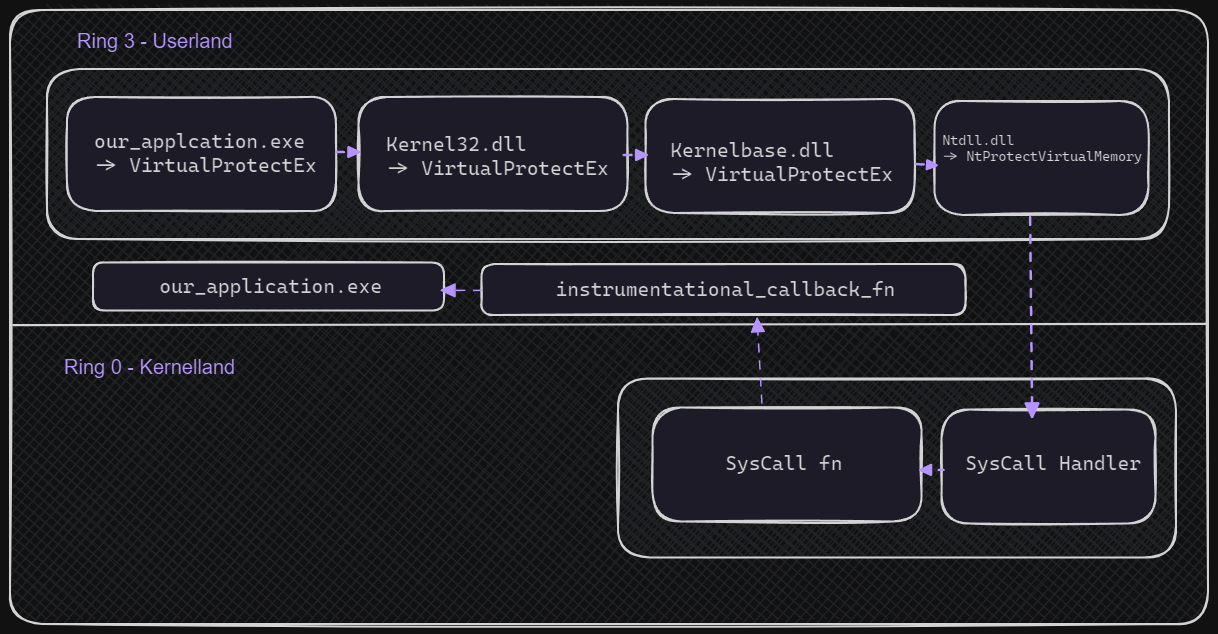 Ring 3 - Userland
our_applcation.exe
→ VirtualProtectEx
Kernel32.dll
→ VirtualProtectEx
Kernelbase.dll
→ VirtualProtectEx
Ntdll.dll
→ NtProtectVirtualMemory
our_application.exe
instrumentational_callback_fn
Ring 0 - Kernelland
SysCall fn
SysCall Handler